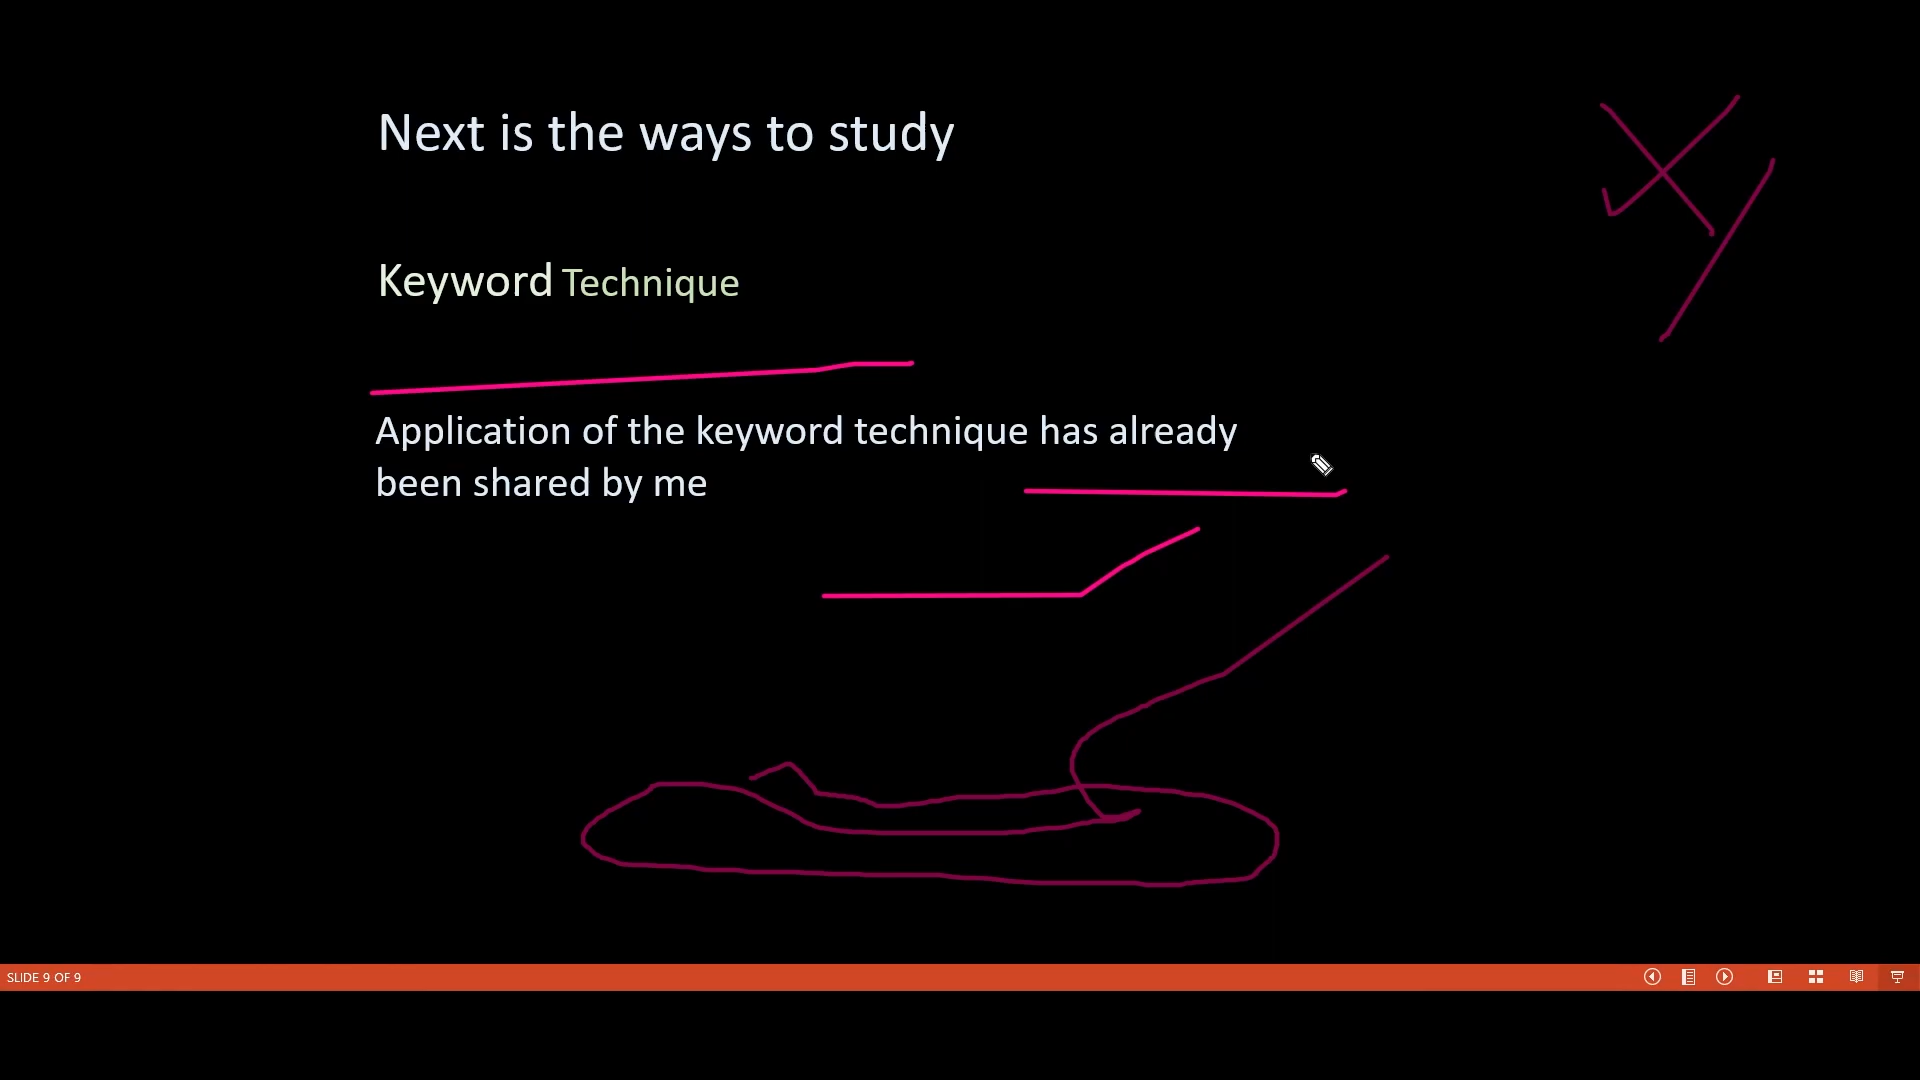 Next is the ways to study
Keyword Technique
Application of the keyword technique has already
been shared by me
SLIDE 9 OF 9